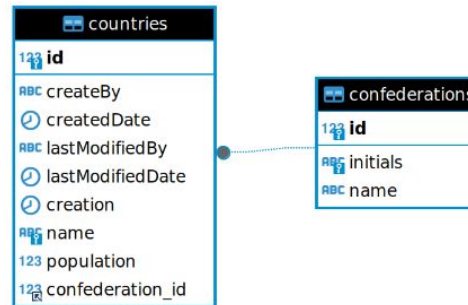 countries
123 id
ABC createBy
createdDate
ABC lastModifiedBy
lastModifiedDate
creation
ABC name
123 population
123 confederation_id
confederations
123 id
ABC initials
ABC name